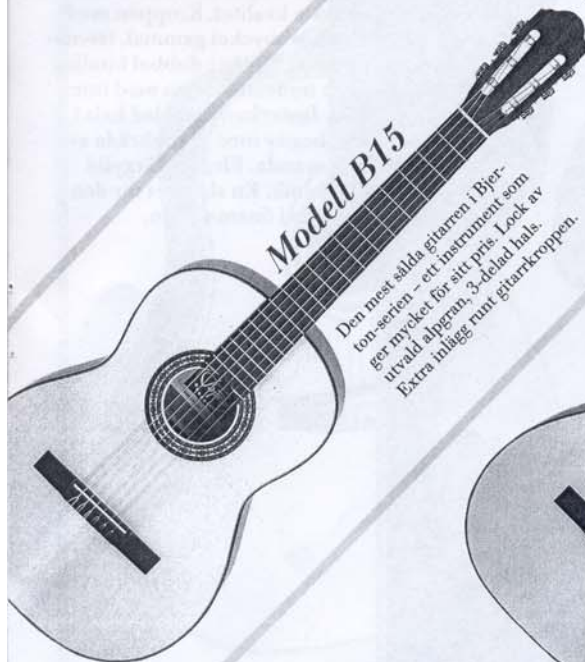 Modell B15
Den mest sålda gitarren i Bjer-
ton-serien – ett instrument som
ger mycket för sitt pris. Lock av
utvald alpgran, 3-delad hals.
Extra inlägg runt gitarrkroppen.